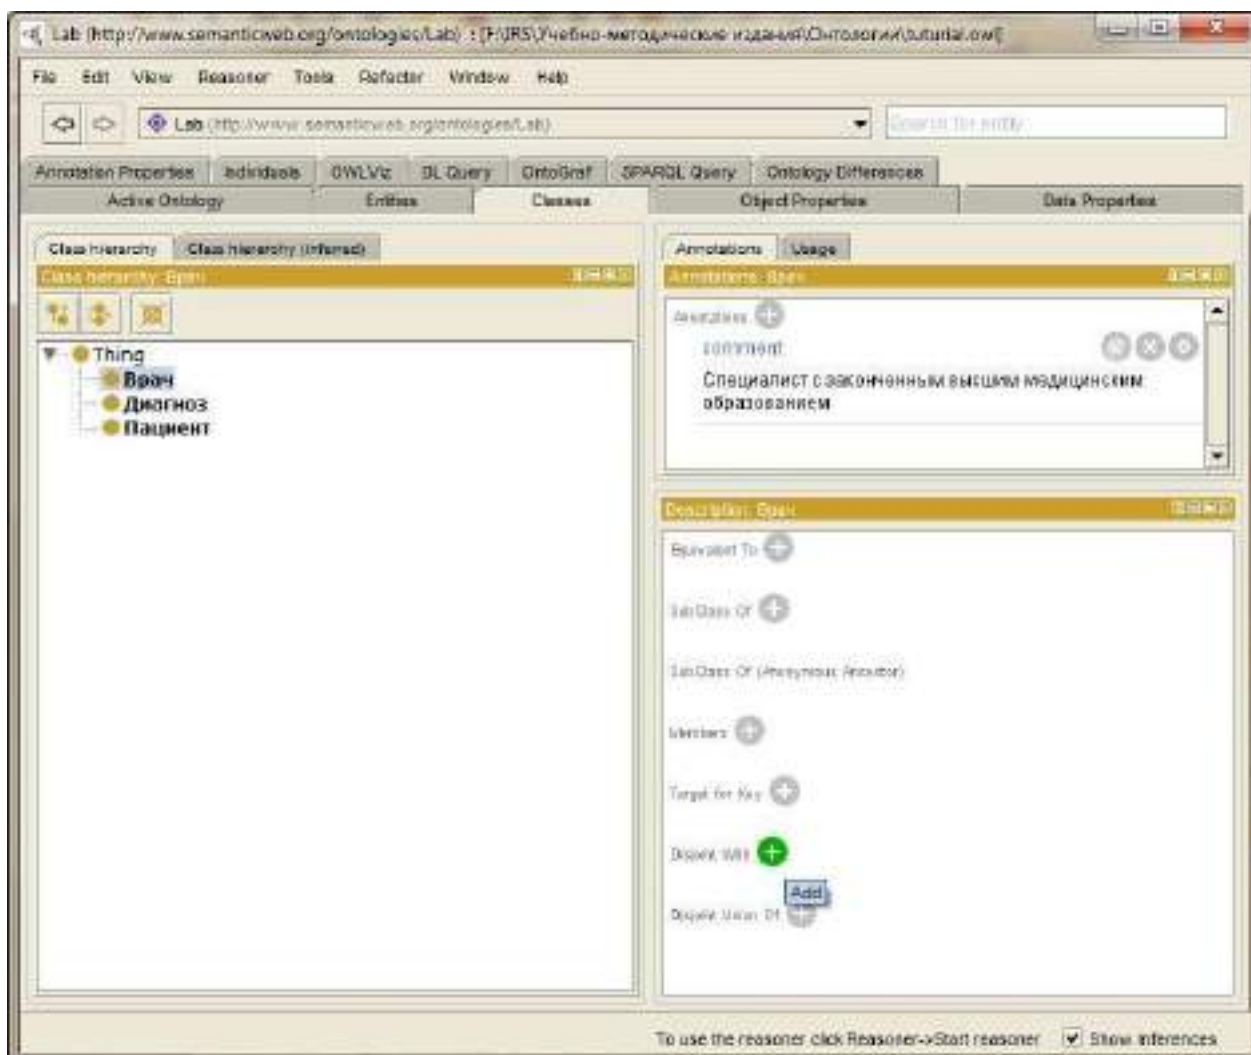 Lab (http://www.semanticweb.org/ontologies/Lab) : [F:\IRS\Учебно-методические издания\Онтологии\tuturial.owl]
File Edit View Reasoner Tools Refactor Window Help
Lab (http://www.semanticweb.org/ontologies/Lab) Search for entity
Annotation Properties Individuals OWLViz DL Query OntoGraf SPARQL Query Ontology Differences
Active Ontology Entities Classes Object Properties Data Properties
Class hierarchy Class hierarchy (inferred)
Class hierarchy: Врач
Thing
Врач
Диагноз
Пациент
Annotations Usage
Annotations: Врач
Annotations
comment
Специалист с законченным высшим медицинским
образованием
Description: Врач
Equivalent To
SubClass Of
SubClass Of (Anonymous Ancestor)
Members
Target for Key
Disjoint With
Add
Disjoint Union Of
To use the reasoner click Reasoner->Start reasoner Show Inferences